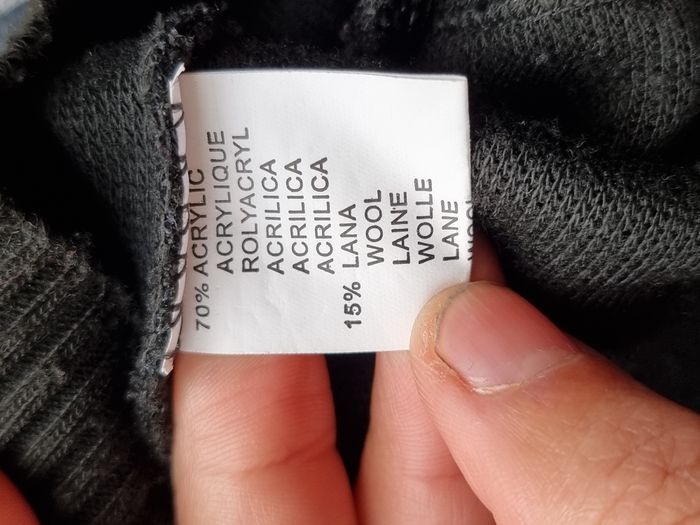 70% ACRYLIC
ACRYLIQUE
ROLYACRYL
ACRILICA
ACRILICA
ACRILICA
15% LANA
WOOL
LAINE
WOLLE
LANE